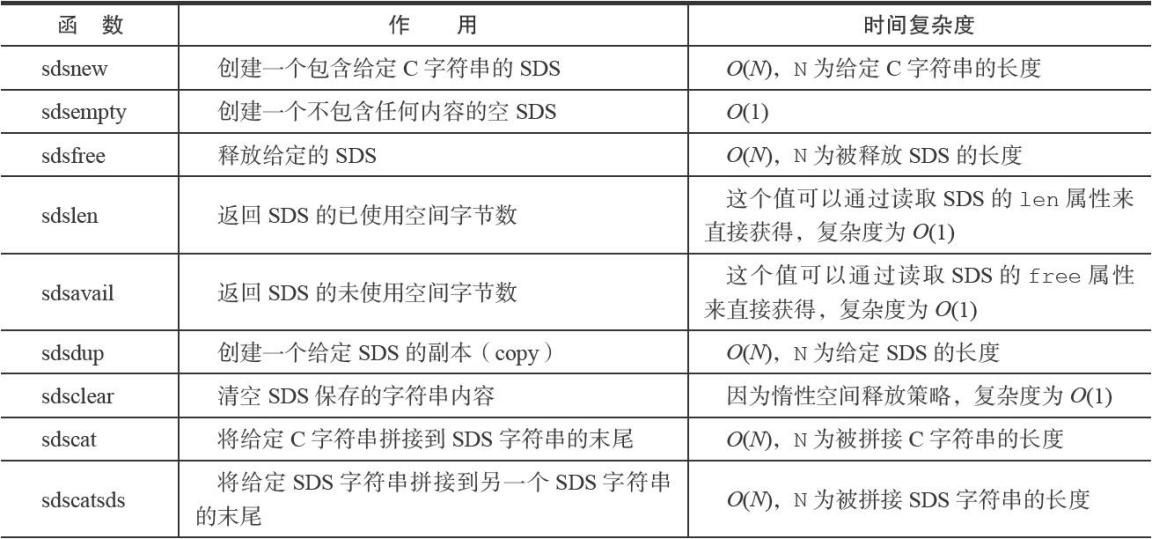 函 数 作 用 时间复杂度
sdsnew 创建一个包含给定 C 字符串的 SDS O(N)，N 为给定 C 字符串的长度
sdsempty 创建一个不包含任何内容的空 SDS O(1)
sdsfree 释放给定的 SDS O(N)，N 为被释放 SDS 的长度
sdslen 返回 SDS 的已使用空间字节数 这个值可以通过读取 SDS 的 len 属性来
直接获得，复杂度为 O(1)
sdsavail 返回 SDS 的未使用空间字节数 这个值可以通过读取 SDS 的 free 属性
来直接获得，复杂度为 O(1)
sdsdup 创建一个给定 SDS 的副本（copy） O(N)，N 为给定 SDS 的长度
sdsclear 清空 SDS 保存的字符串内容 因为惰性空间释放策略，复杂度为 O(1)
sdscat 将给定 C 字符串拼接到 SDS 字符串的末尾 O(N)，N 为被拼接 C 字符串的长度
sdscatsds 将给定 SDS 字符串拼接到另一个 SDS 字符串
的末尾 O(N)，N 为被拼接 SDS 字符串的长度